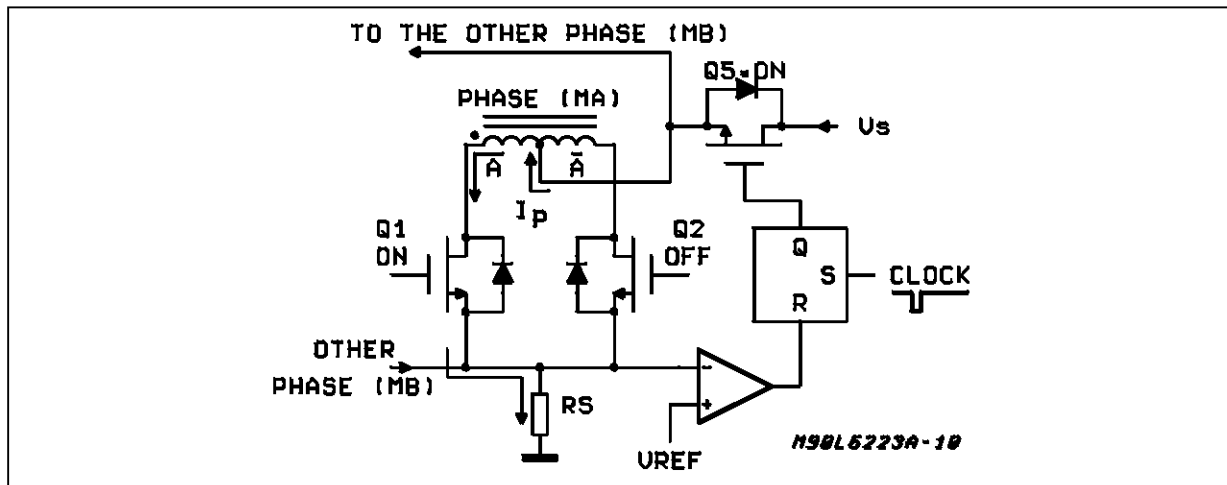 TO THE OTHER PHASE (MB)
Q5=ON
PHASE (MA)
Vs
A
Ā
Ip
Q1
ON
Q2
OFF
Q
S
R
CLOCK
OTHER
PHASE (MB)
RS
-
+
VREF
M90L6223A-10